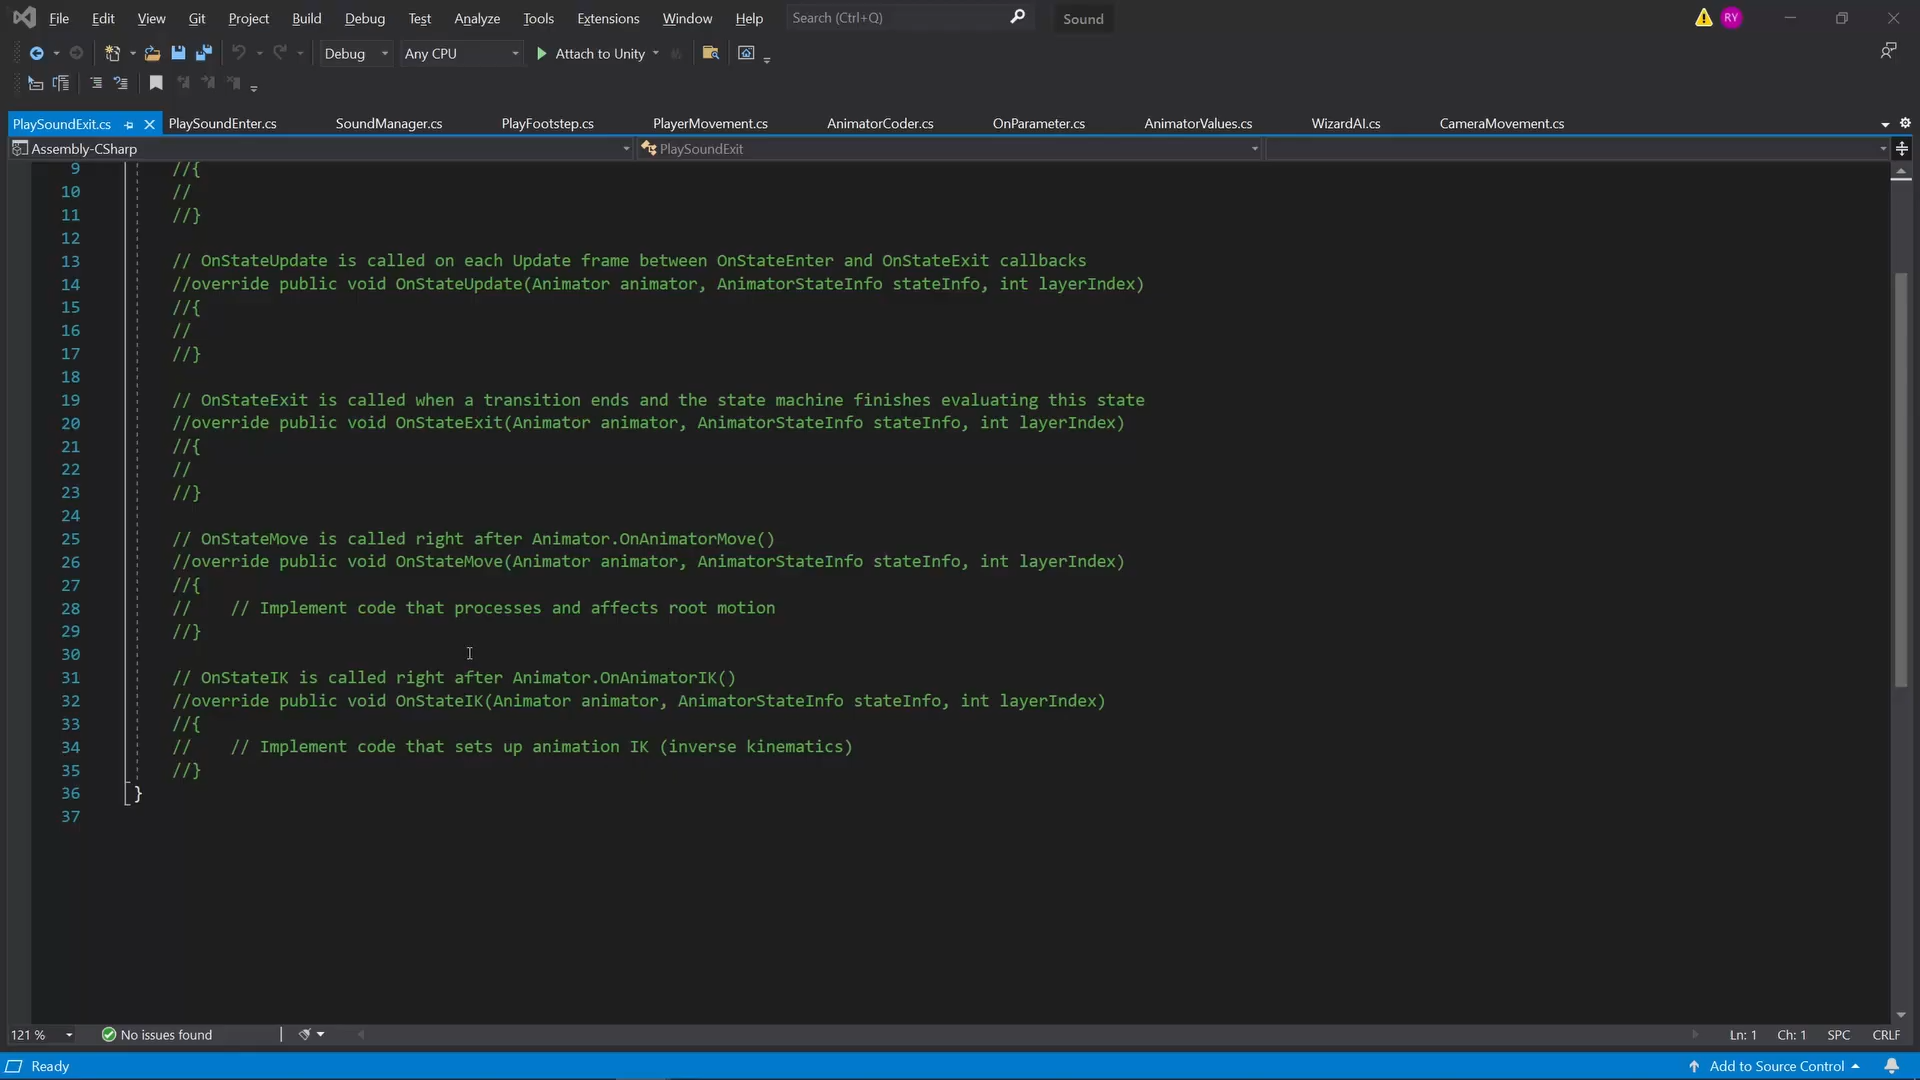 File Edit View Git Project Build Debug Test Analyze Tools Extensions Window Help Search (Ctrl+Q) Sound RY
Debug Any CPU Attach to Unity
PlaySoundExit.cs PlaySoundEnter.cs SoundManager.cs PlayFootstep.cs PlayerMovement.cs AnimatorCoder.cs OnParameter.cs AnimatorValues.cs WizardAI.cs CameraMovement.cs
Assembly-CSharp PlaySoundExit
9 //{
10 //
11 //}
12
13 // OnStateUpdate is called on each Update frame between OnStateEnter and OnStateExit callbacks
14 //override public void OnStateUpdate(Animator animator, AnimatorStateInfo stateInfo, int layerIndex)
15 //{
16 //
17 //}
18
19 // OnStateExit is called when a transition ends and the state machine finishes evaluating this state
20 //override public void OnStateExit(Animator animator, AnimatorStateInfo stateInfo, int layerIndex)
21 //{
22 //
23 //}
24
25 // OnStateMove is called right after Animator.OnAnimatorMove()
26 //override public void OnStateMove(Animator animator, AnimatorStateInfo stateInfo, int layerIndex)
27 //{
28 //    // Implement code that processes and affects root motion
29 //}
30
31 // OnStateIK is called right after Animator.OnAnimatorIK()
32 //override public void OnStateIK(Animator animator, AnimatorStateInfo stateInfo, int layerIndex)
33 //{
34 //    // Implement code that sets up animation IK (inverse kinematics)
35 //}
36 }
37
121 % No issues found Ln: 1 Ch: 1 SPC CRLF
Ready Add to Source Control